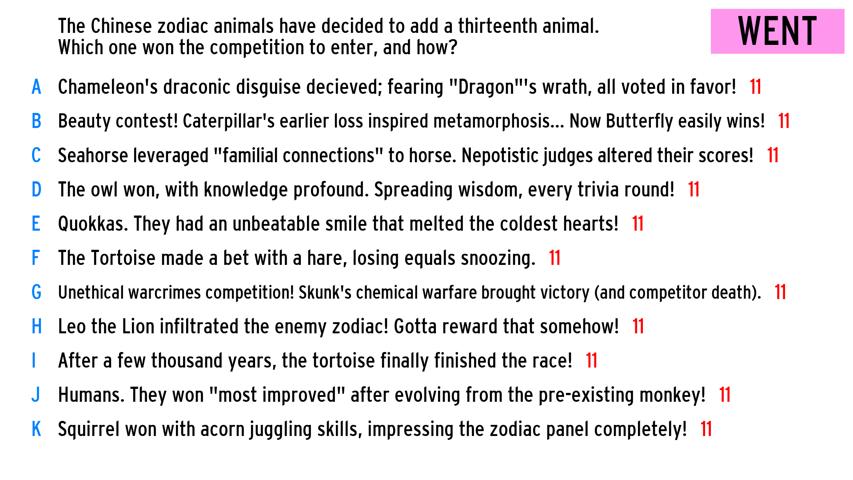 The Chinese zodiac animals have decided to add a thirteenth animal.
Which one won the competition to enter, and how?
WENT
A Chameleon's draconic disguise decieved; fearing "Dragon"'s wrath, all voted in favor! 11
B Beauty contest! Caterpillar's earlier loss inspired metamorphosis... Now Butterfly easily wins! 11
C Seahorse leveraged "familial connections" to horse. Nepotistic judges altered their scores! 11
D The owl won, with knowledge profound. Spreading wisdom, every trivia round! 11
E Quokkas. They had an unbeatable smile that melted the coldest hearts! 11
F The Tortoise made a bet with a hare, losing equals snoozing. 11
G Unethical warcrimes competition! Skunk's chemical warfare brought victory (and competitor death). 11
H Leo the Lion infiltrated the enemy zodiac! Gotta reward that somehow! 11
I After a few thousand years, the tortoise finally finished the race! 11
J Humans. They won "most improved" after evolving from the pre-existing monkey! 11
K Squirrel won with acorn juggling skills, impressing the zodiac panel completely! 11